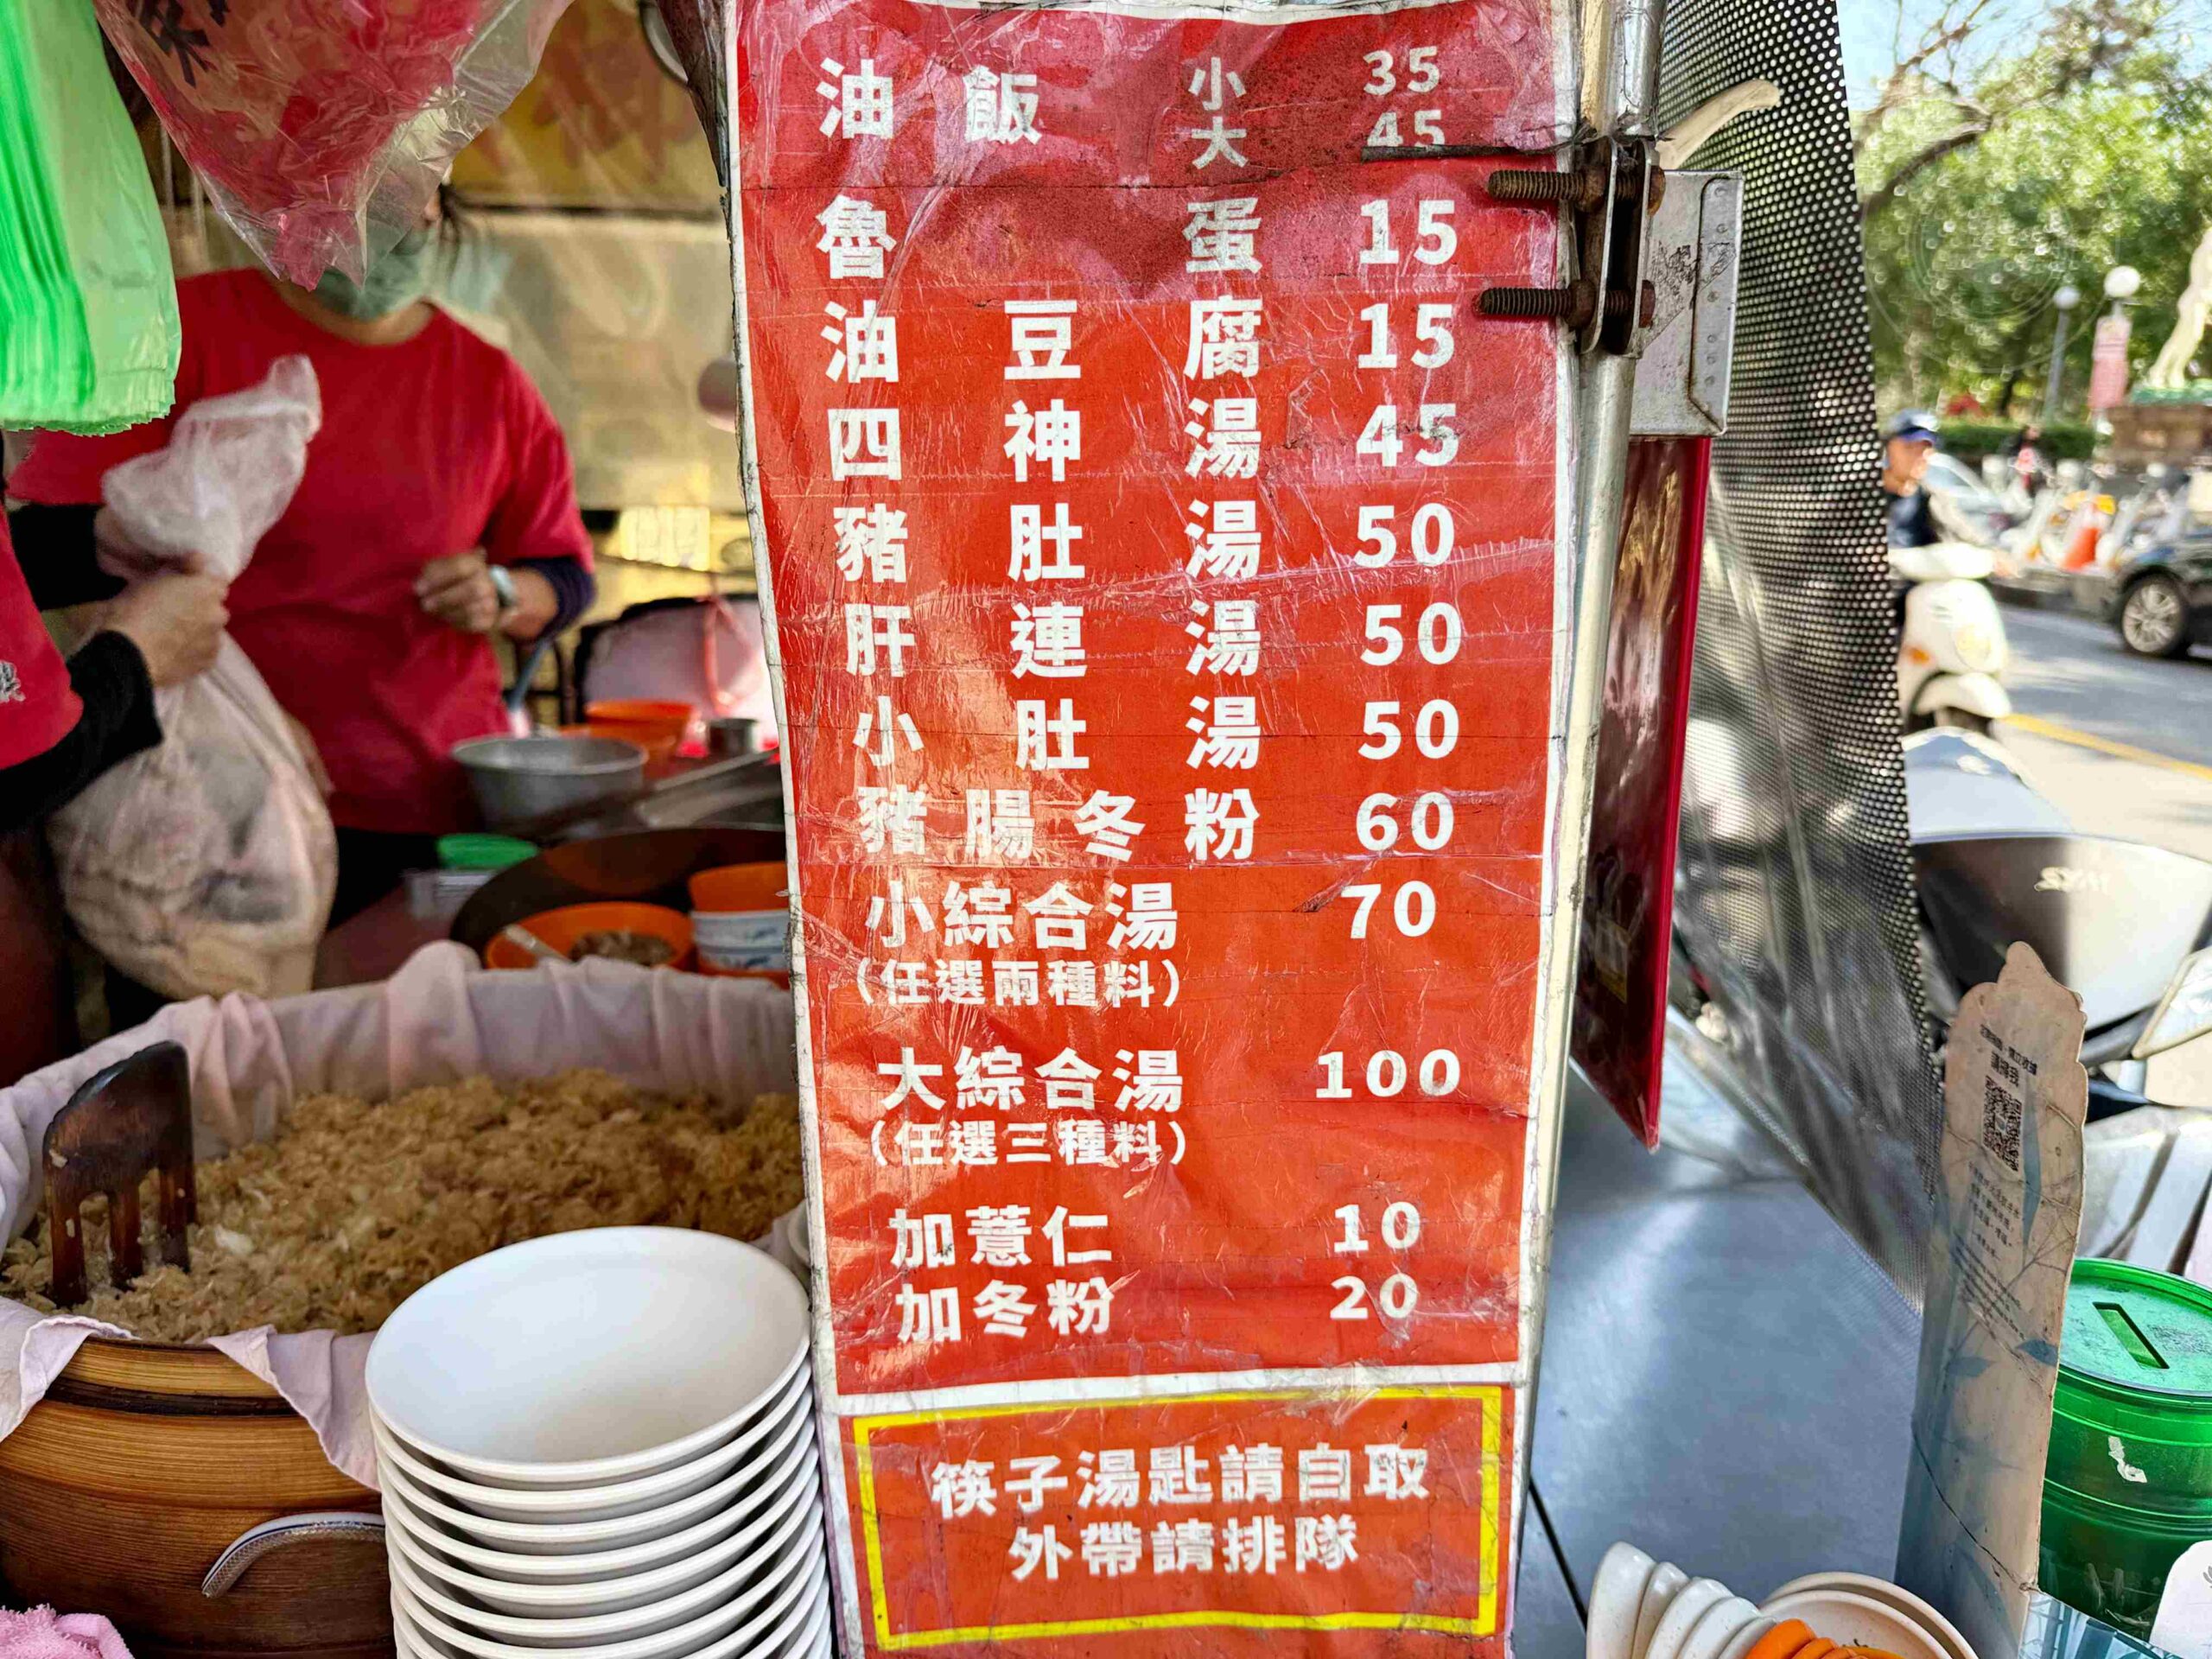 油飯 小 35
大 45
魯蛋 15
油豆腐 15
四神湯 45
豬肚湯 50
肝連湯 50
小肚湯 50
豬腸冬粉 60
小綜合湯 70
（任選兩種料）
大綜合湯 100
（任選三種料）
加薏仁 10
加冬粉 20
筷子湯匙請自取
外帶請排隊
SYM